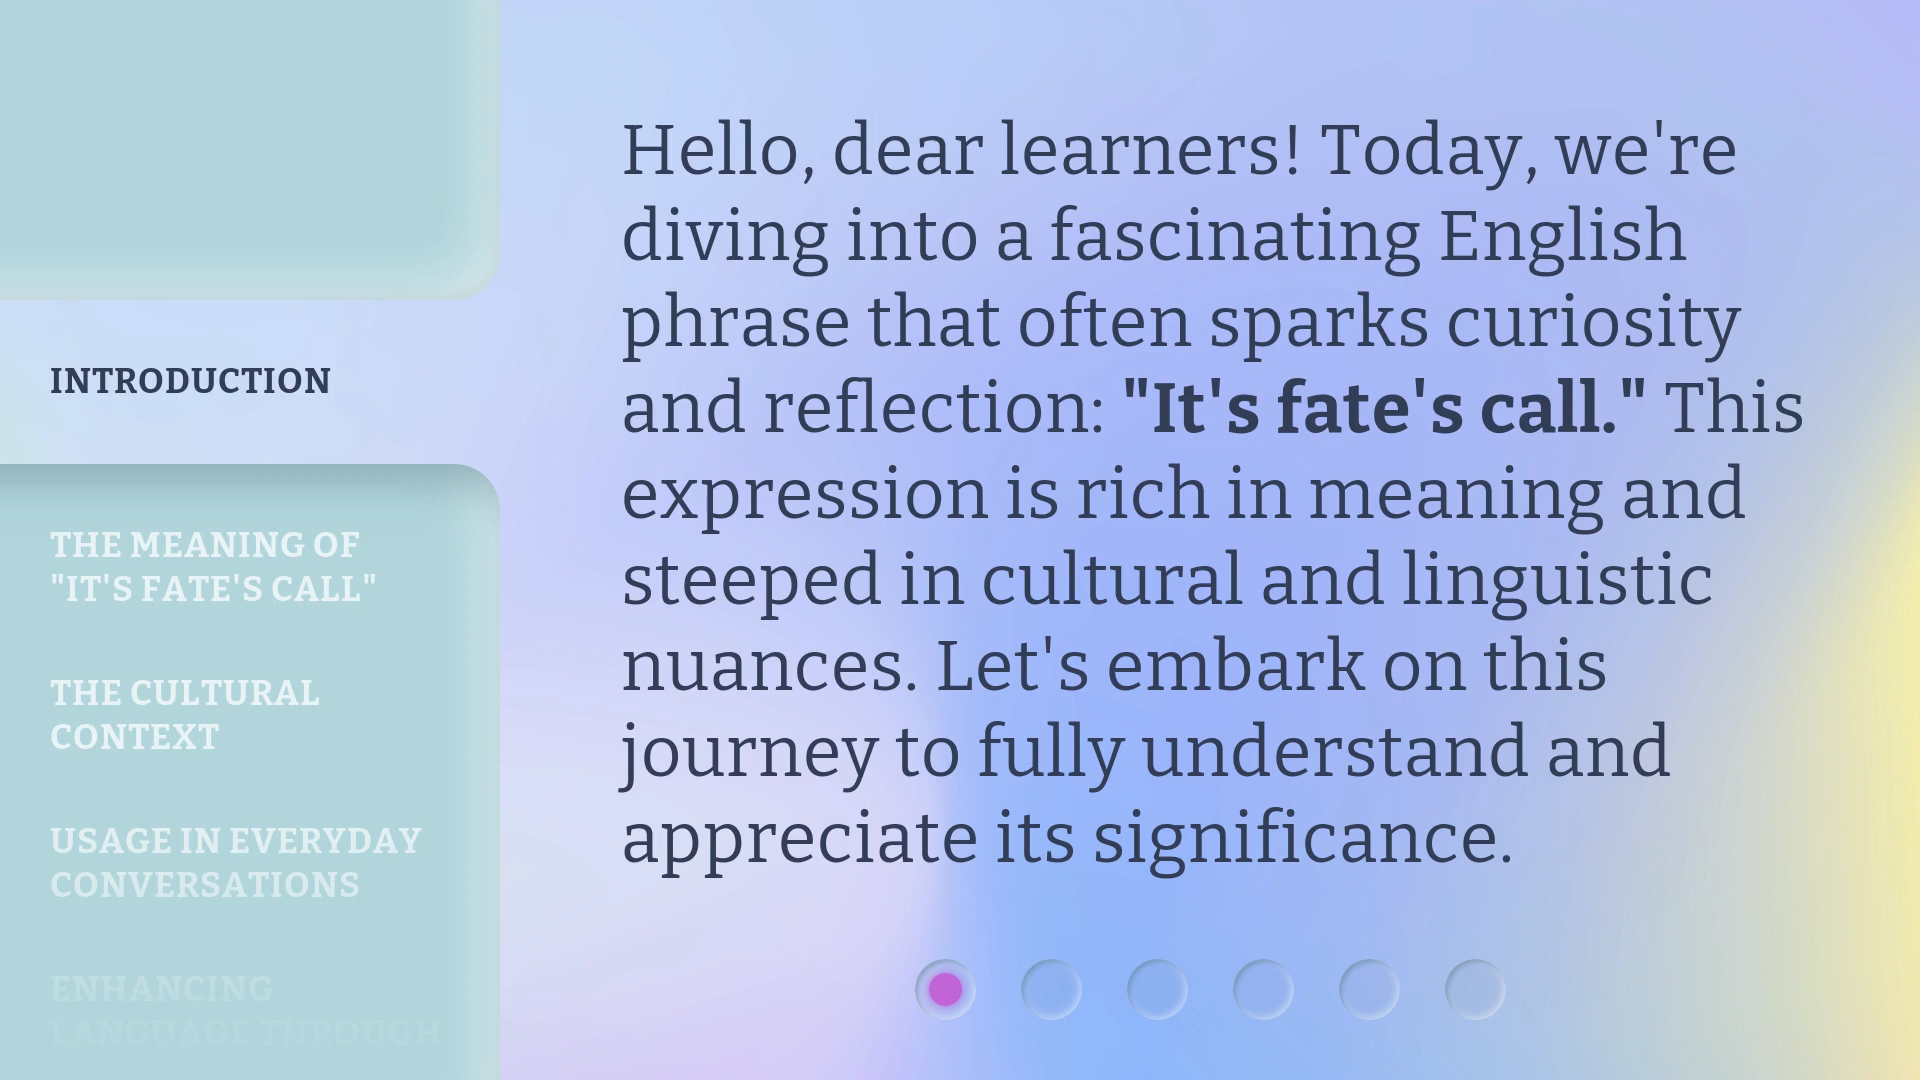 INTRODUCTION
THE MEANING OF
"IT'S FATE'S CALL"
THE CULTURAL
CONTEXT
USAGE IN EVERYDAY
CONVERSATIONS
ENHANCING
LANGUAGE THROUGH
Hello, dear learners! Today, we're
diving into a fascinating English
phrase that often sparks curiosity
and reflection: "It's fate's call." This
expression is rich in meaning and
steeped in cultural and linguistic
nuances. Let's embark on this
journey to fully understand and
appreciate its significance.